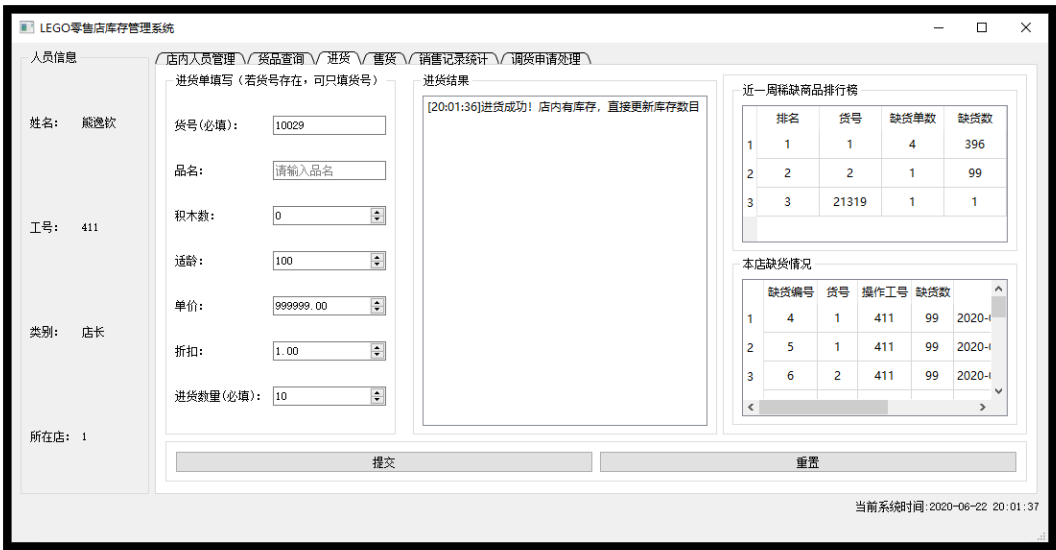 LEGO零售店库存管理系统
人员信息
姓名: 熊逸钦
工号: 411
类别: 店长
所在店: 1
店内人员管理 货品查询 进货 售货 销售记录统计 调货申请处理
进货单填写（若货号存在，可只填货号）
货号(必填): 10029
品名: 请输入品名
积木数: 0
适龄: 100
单价: 999999.00
折扣: 1.00
进货数量(必填): 10
进货结果
[20:01:36]进货成功！店内有库存，直接更新库存数目
近一周稀缺商品排行榜
排名 货号 缺货单数 缺货数
1 1 1 4 396
2 2 2 1 99
3 3 21319 1 1
本店缺货情况
缺货编号 货号 操作工号 缺货数
1 4 1 411 99 2020-
2 5 1 411 99 2020-
3 6 2 411 99 2020-
提交 重置
当前系统时间:2020-06-22 20:01:37